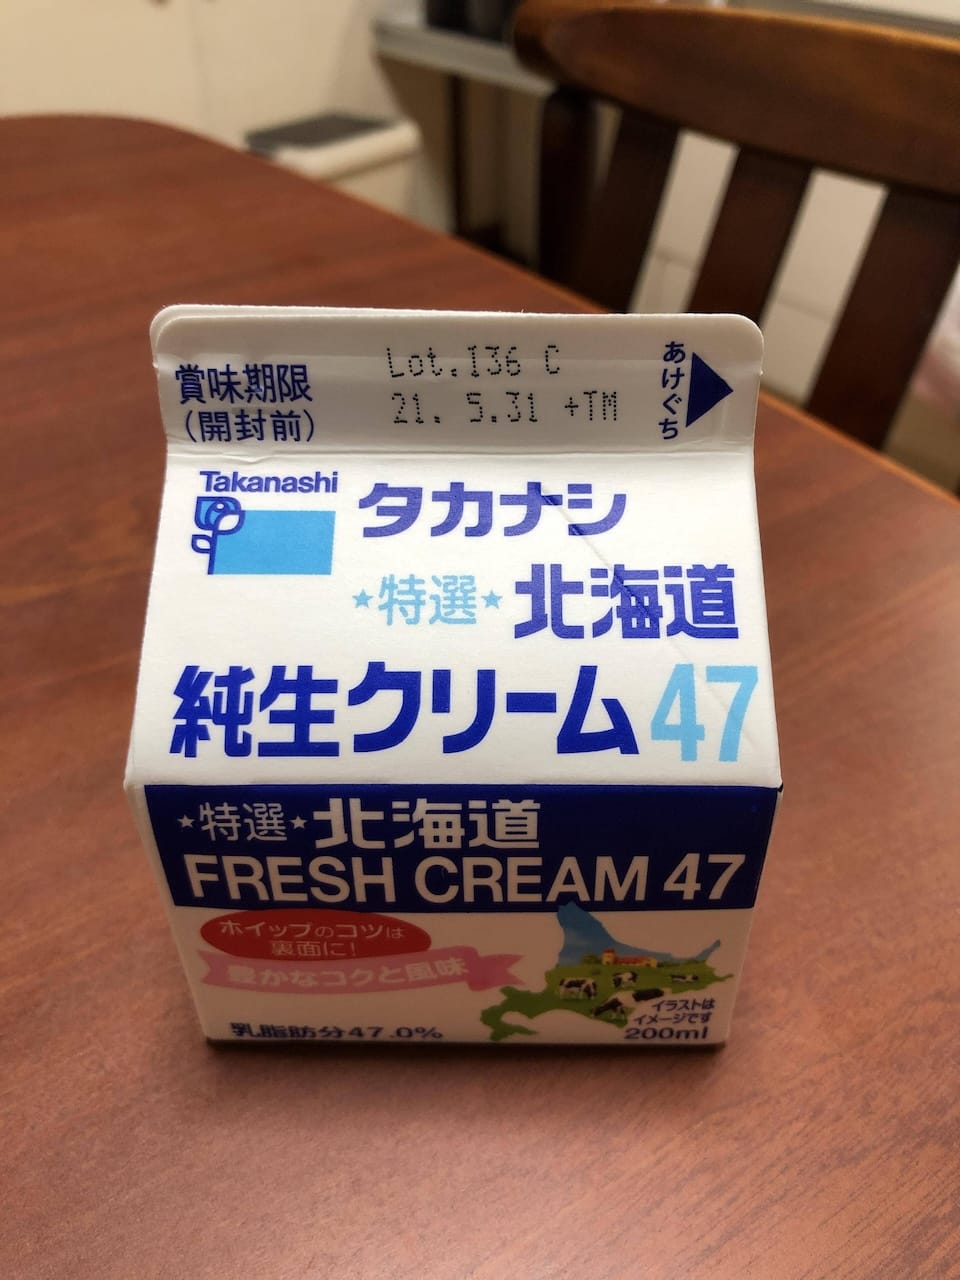 賞味期限
(開封前)
Lot.I36 C
21. 5.31 +TM
あけぐち
Takanashi
タカナシ
★特選★北海道
純生クリーム47
★特選★北海道
FRESH CREAM 47
ホイップのコツは
裏面に!
豊かなコクと風味
乳脂肪分47.0%
イラストは
イメージです
200ml